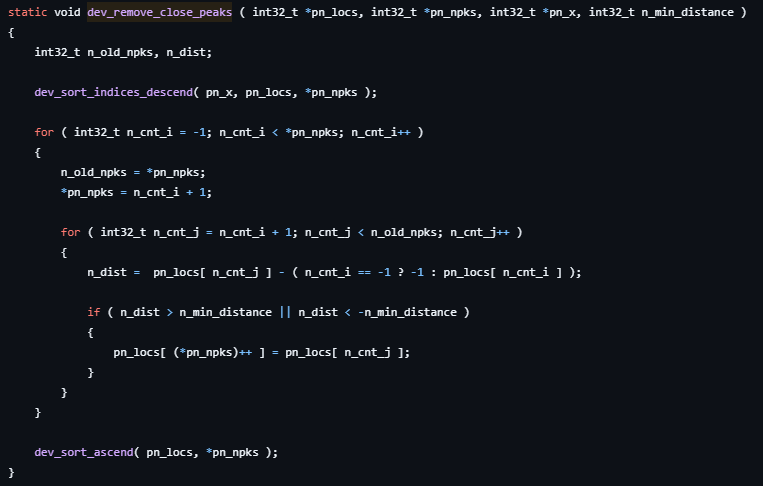 static void dev_remove_close_peaks ( int32_t *pn_locs, int32_t *pn_npks, int32_t *pn_x, int32_t n_min_distance )
{
    int32_t n_old_npks, n_dist;

    dev_sort_indices_descend( pn_x, pn_locs, *pn_npks );

    for ( int32_t n_cnt_i = -1; n_cnt_i < *pn_npks; n_cnt_i++ )
    {
        n_old_npks = *pn_npks;
        *pn_npks = n_cnt_i + 1;

        for ( int32_t n_cnt_j = n_cnt_i + 1; n_cnt_j < n_old_npks; n_cnt_j++ )
        {
            n_dist =  pn_locs[ n_cnt_j ] - ( n_cnt_i == -1 ? -1 : pn_locs[ n_cnt_i ] );

            if ( n_dist > n_min_distance || n_dist < -n_min_distance )
            {
                pn_locs[ (*pn_npks)++ ] = pn_locs[ n_cnt_j ];
            }
        }
    }

    dev_sort_ascend( pn_locs, *pn_npks );
}